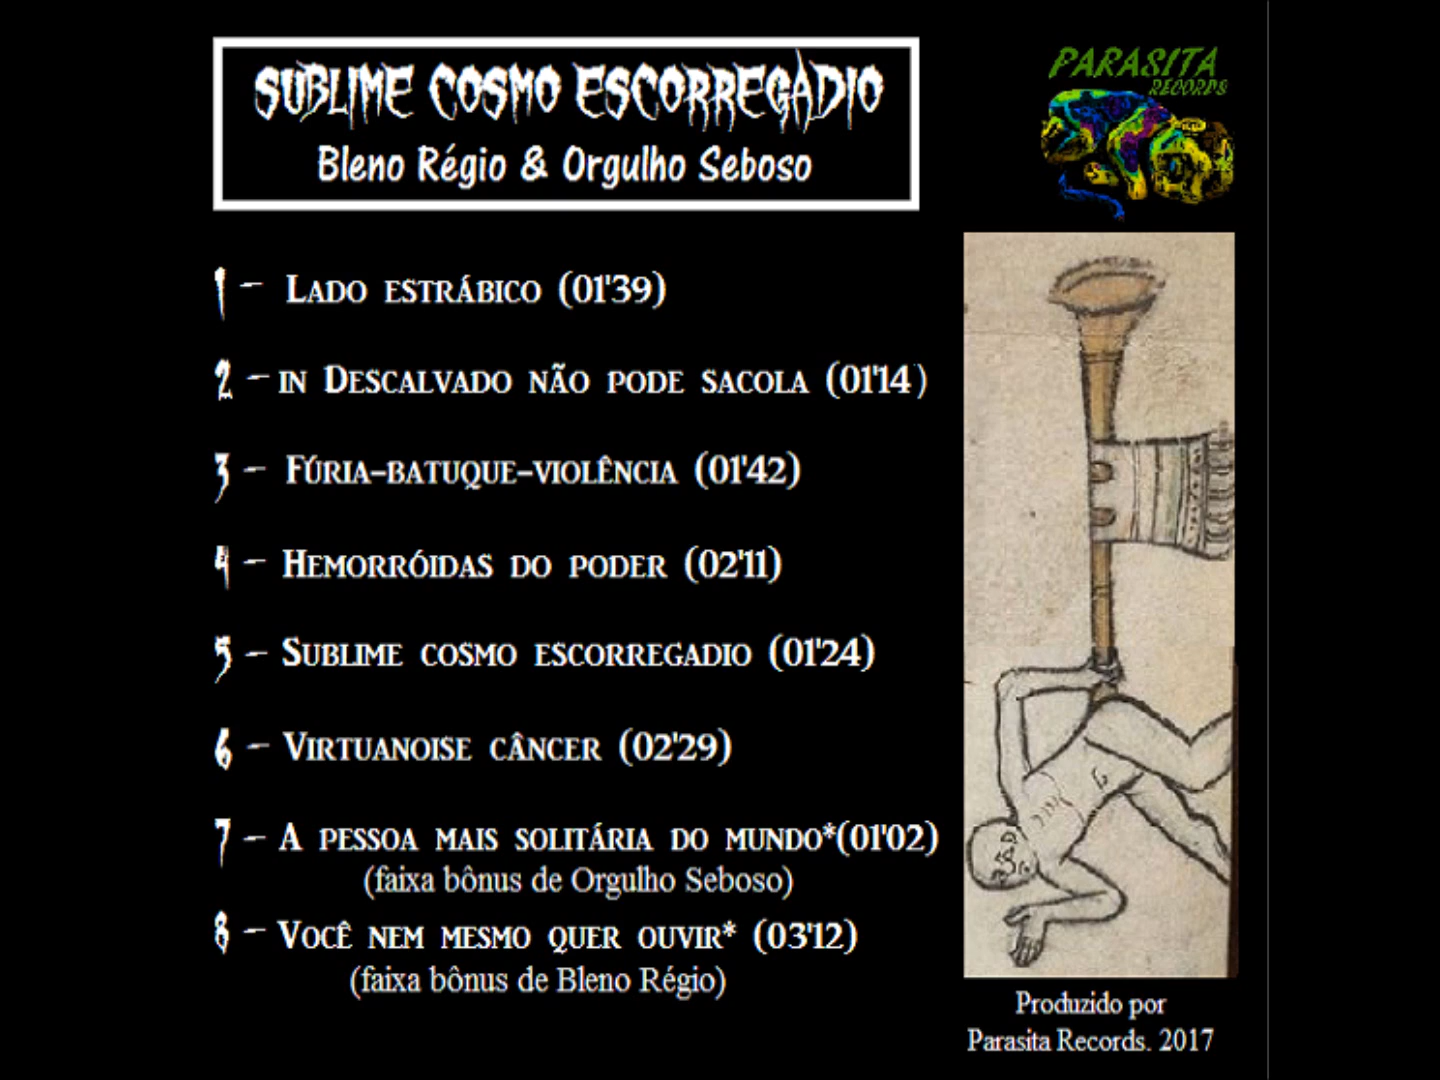 SUBLIME COSMO ESCORREGADIO
Bleno Régio & Orgulho Seboso
PARASITA
RECORDS
1 – Lado estrábico (01'39)
2 – in Descalvado não pode sacola (01'14)
3 – Fúria-batuque-violência (01'42)
4 – Hemorróidas do poder (02'11)
5 – Sublime cosmo escorregadio (01'24)
6 – Virtuanoise câncer (02'29)
7 – A pessoa mais solitária do mundo*(01'02)
(faixa bônus de Orgulho Seboso)
8 – Você nem mesmo quer ouvir* (03'12)
(faixa bônus de Bleno Régio)
Produzido por
Parasita Records. 2017